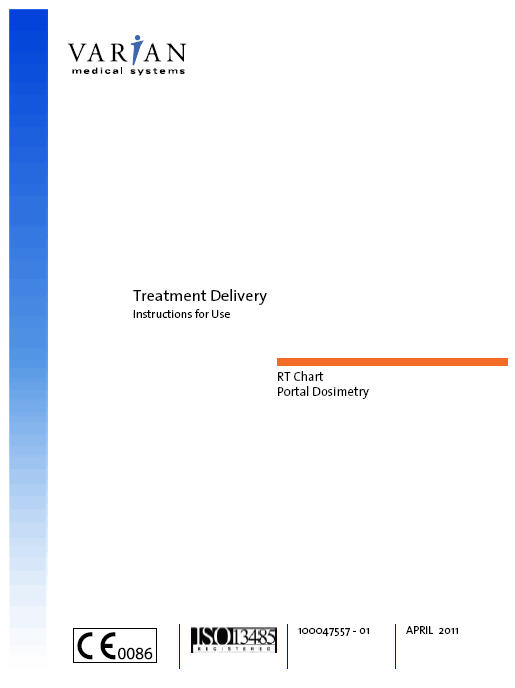 VARIAN
medical systems
Treatment Delivery
Instructions for Use
RT Chart
Portal Dosimetry
CE 0086
ISO 13485
REGISTERED
100047557 - 01
APRIL 2011